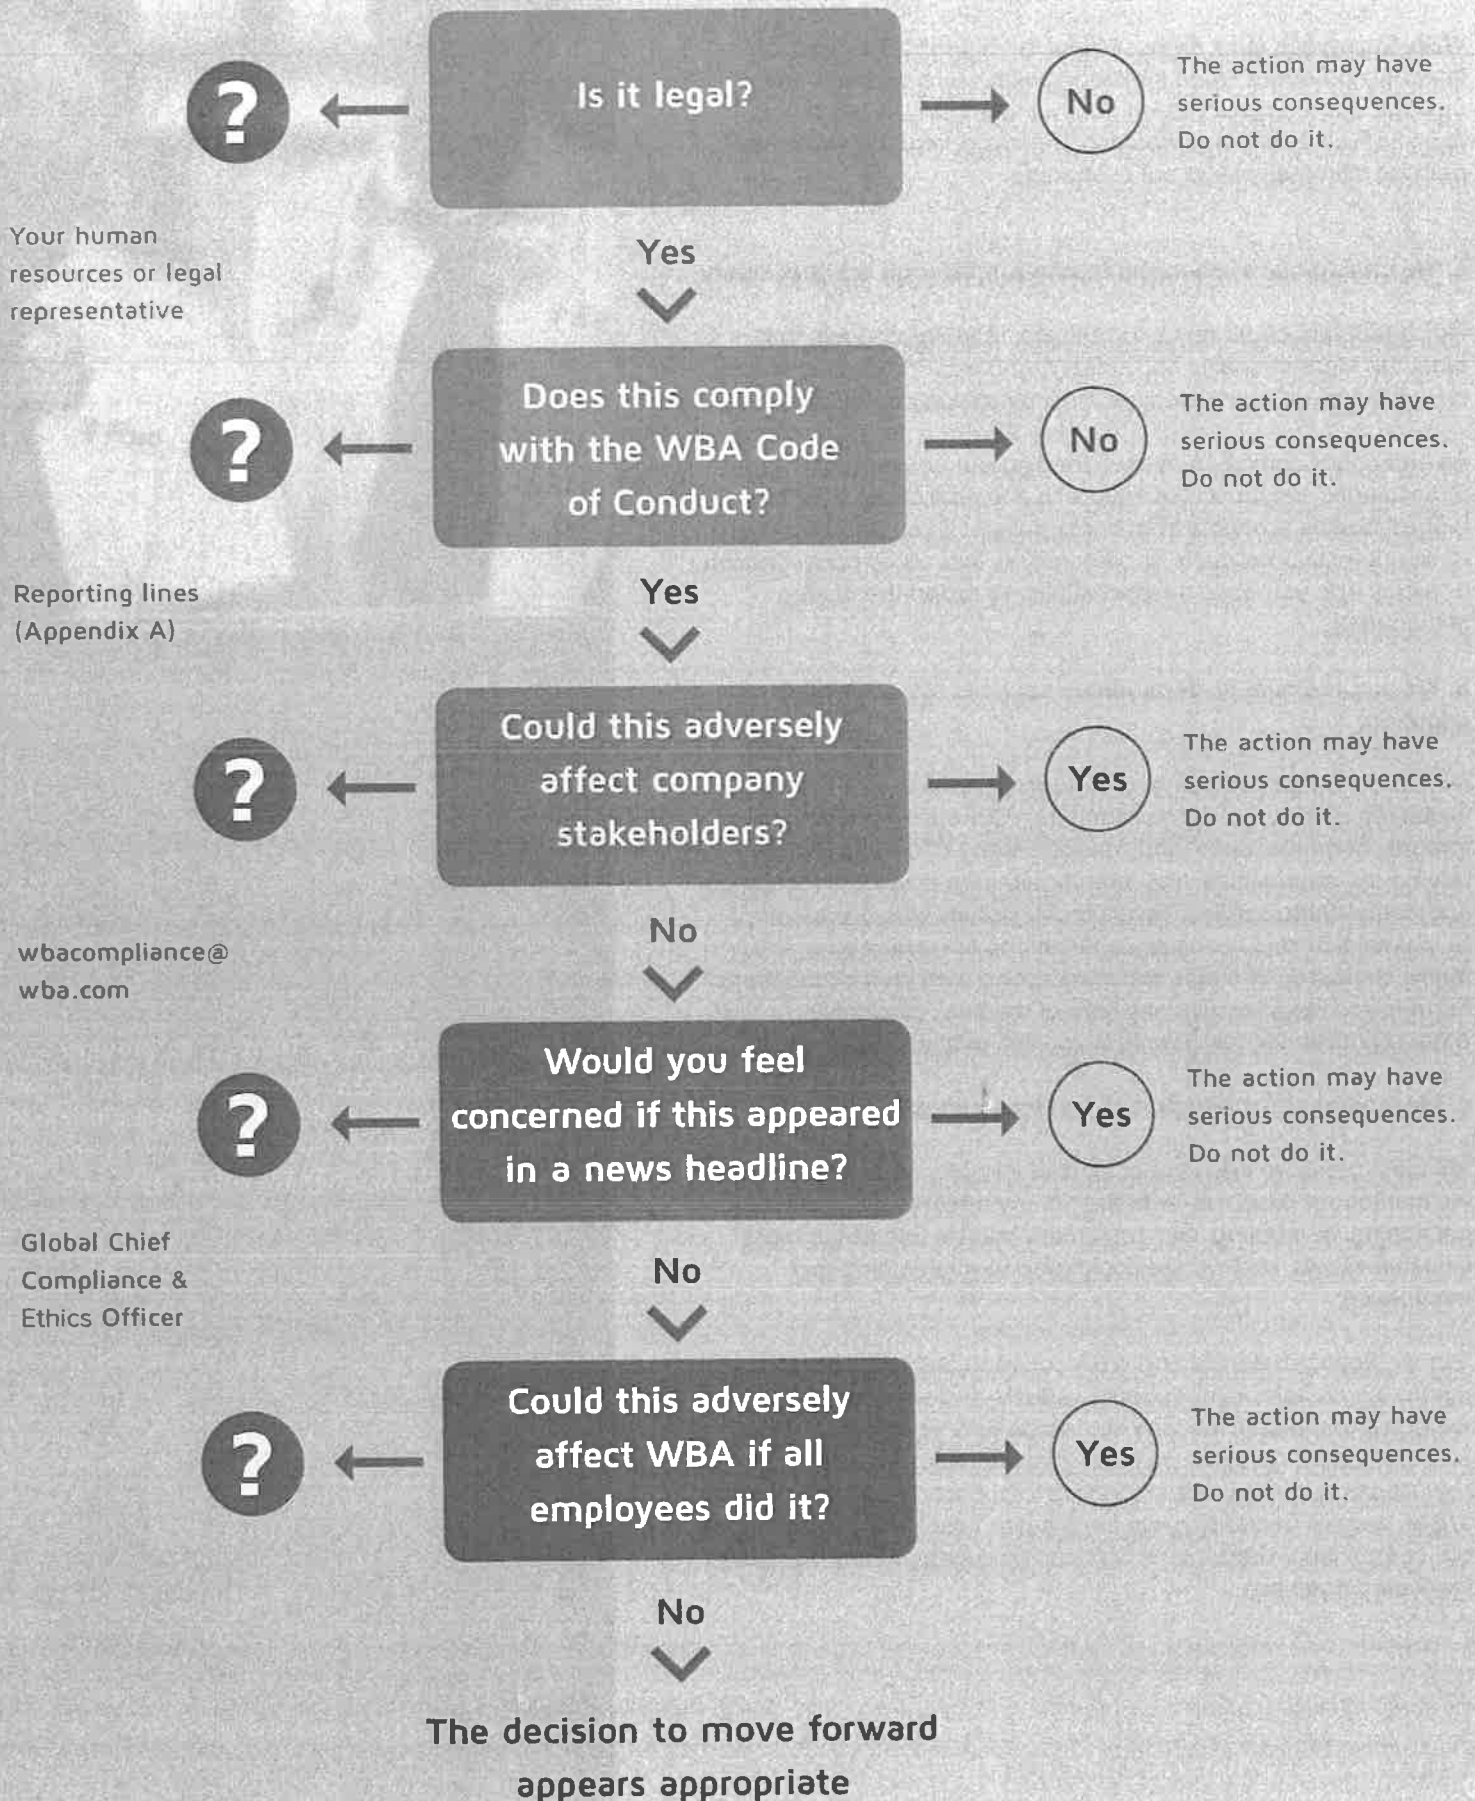 ?
Is it legal?
No
The action may have
serious consequences.
Do not do it.
Your human
resources or legal
representative
Yes
?
Does this comply
with the WBA Code
of Conduct?
No
The action may have
serious consequences.
Do not do it.
Reporting lines
(Appendix A)
Yes
?
Could this adversely
affect company
stakeholders?
Yes
The action may have
serious consequences.
Do not do it.
wbacompliance@
wba.com
No
?
Would you feel
concerned if this appeared
in a news headline?
Yes
The action may have
serious consequences.
Do not do it.
Global Chief
Compliance &
Ethics Officer
No
?
Could this adversely
affect WBA if all
employees did it?
Yes
The action may have
serious consequences.
Do not do it.
No
The decision to move forward
appears appropriate